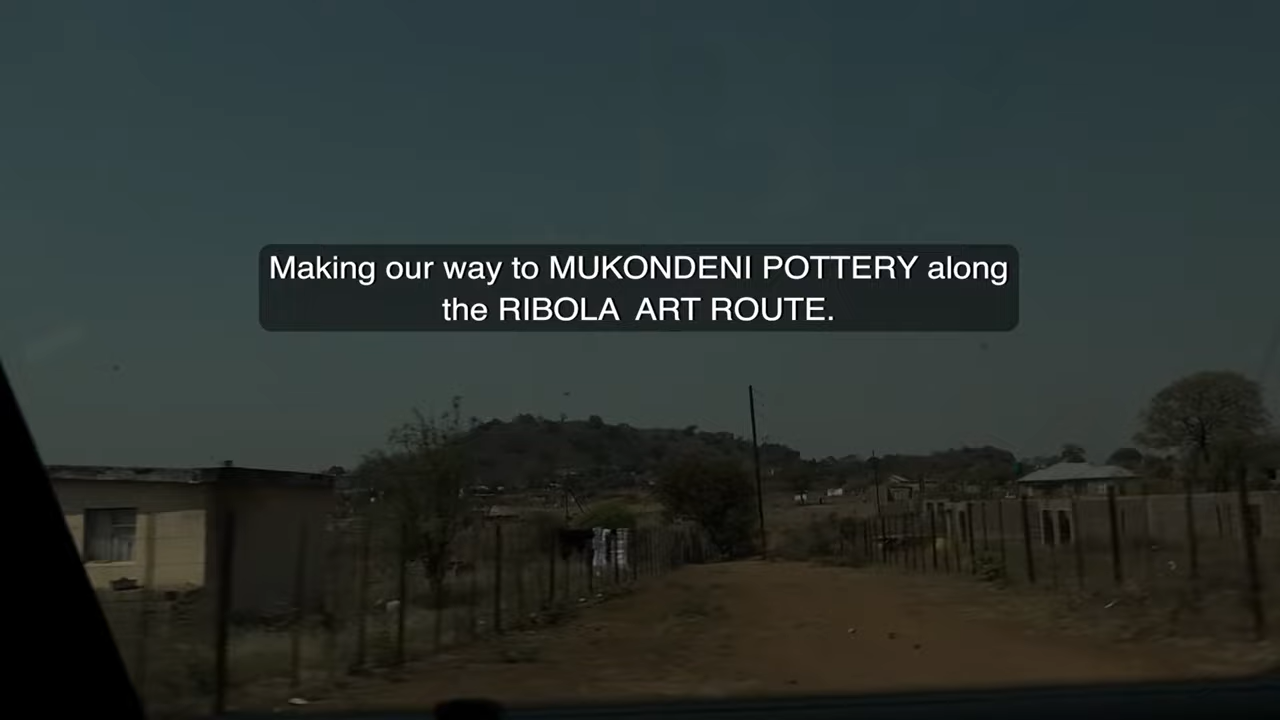 Making our way to MUKONDENI POTTERY along
the RIBOLA  ART ROUTE.